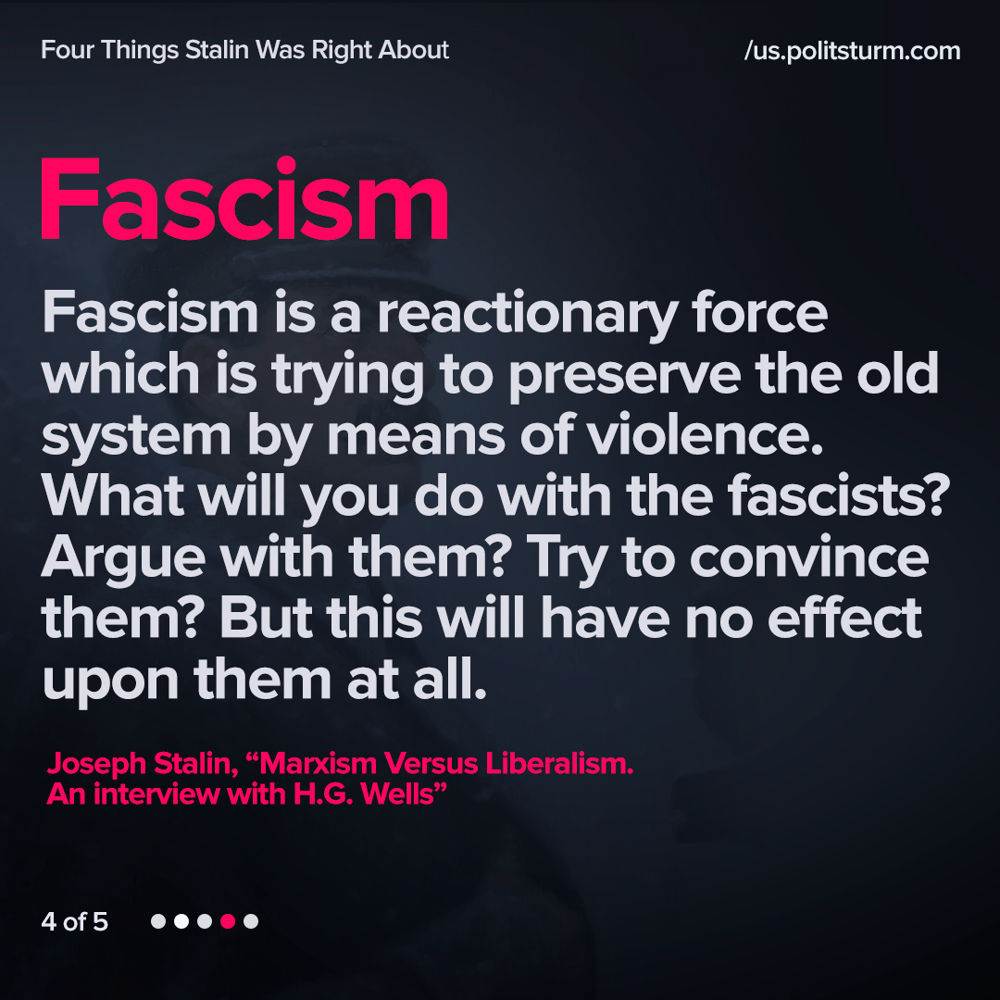 Four Things Stalin Was Right About
/us.politsturm.com
Fascism
Fascism is a reactionary force
which is trying to preserve the old
system by means of violence.
What will you do with the fascists?
Argue with them? Try to convince
them? But this will have no effect
upon them at all.
Joseph Stalin, “Marxism Versus Liberalism.
An interview with H.G. Wells”
4 of 5